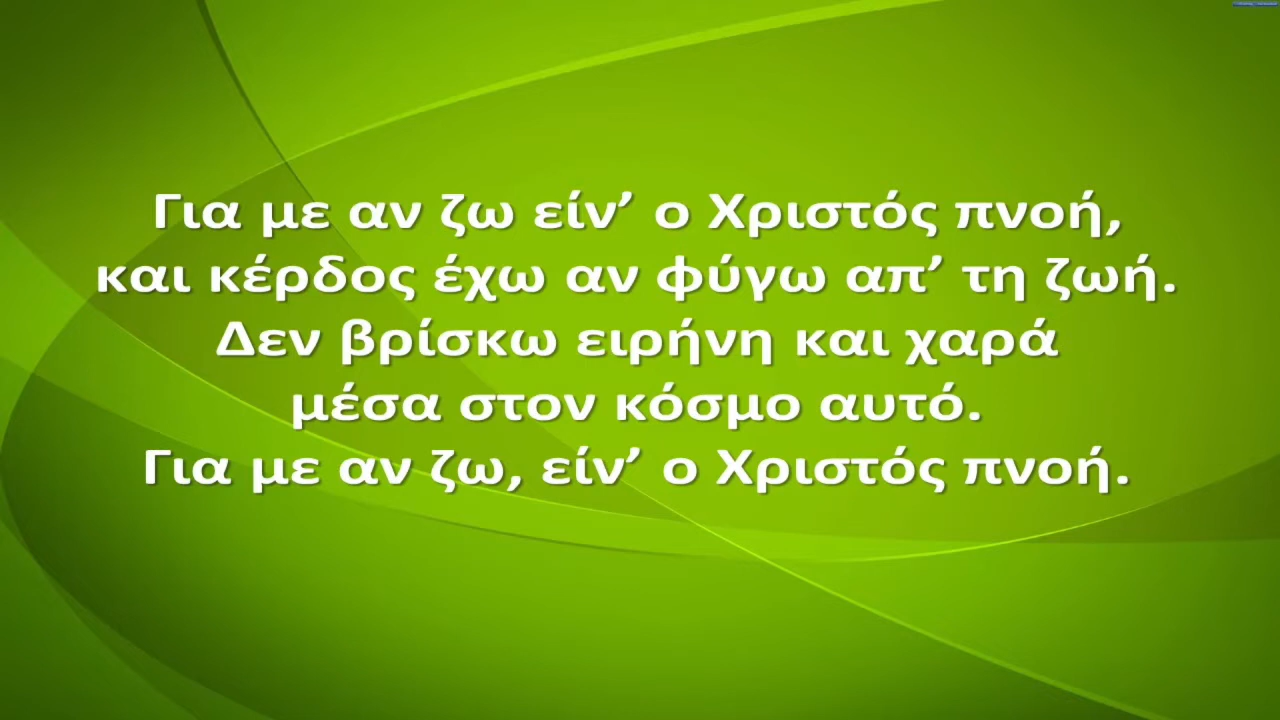 Για με αν ζω είν’ ο Χριστός πνοή,
και κέρδος έχω αν φύγω απ’ τη ζωή.
Δεν βρίσκω ειρήνη και χαρά
μέσα στον κόσμο αυτό.
Για με αν ζω, είν’ ο Χριστός πνοή.